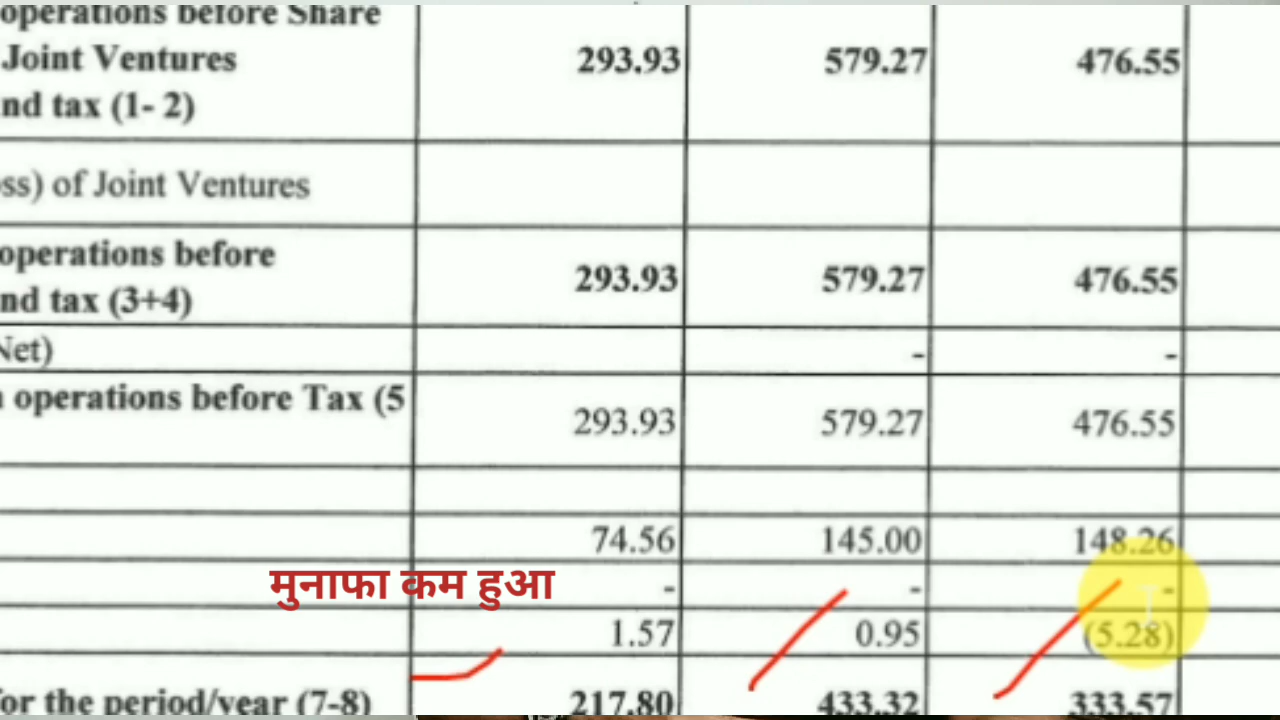 operations before Share
Joint Ventures 293.93 579.27 476.55
nd tax (1- 2)
oss) of Joint Ventures
operations before
293.93 579.27 476.55
nd tax (3+4)
Net) - -
operations before Tax (5
293.93 579.27 476.55
74.56 145.00 148.26
मुनाफा कम हुआ
- - -
1.57 0.95 (5.28)
for the period/year (7-8) 217.80 433.32 333.57